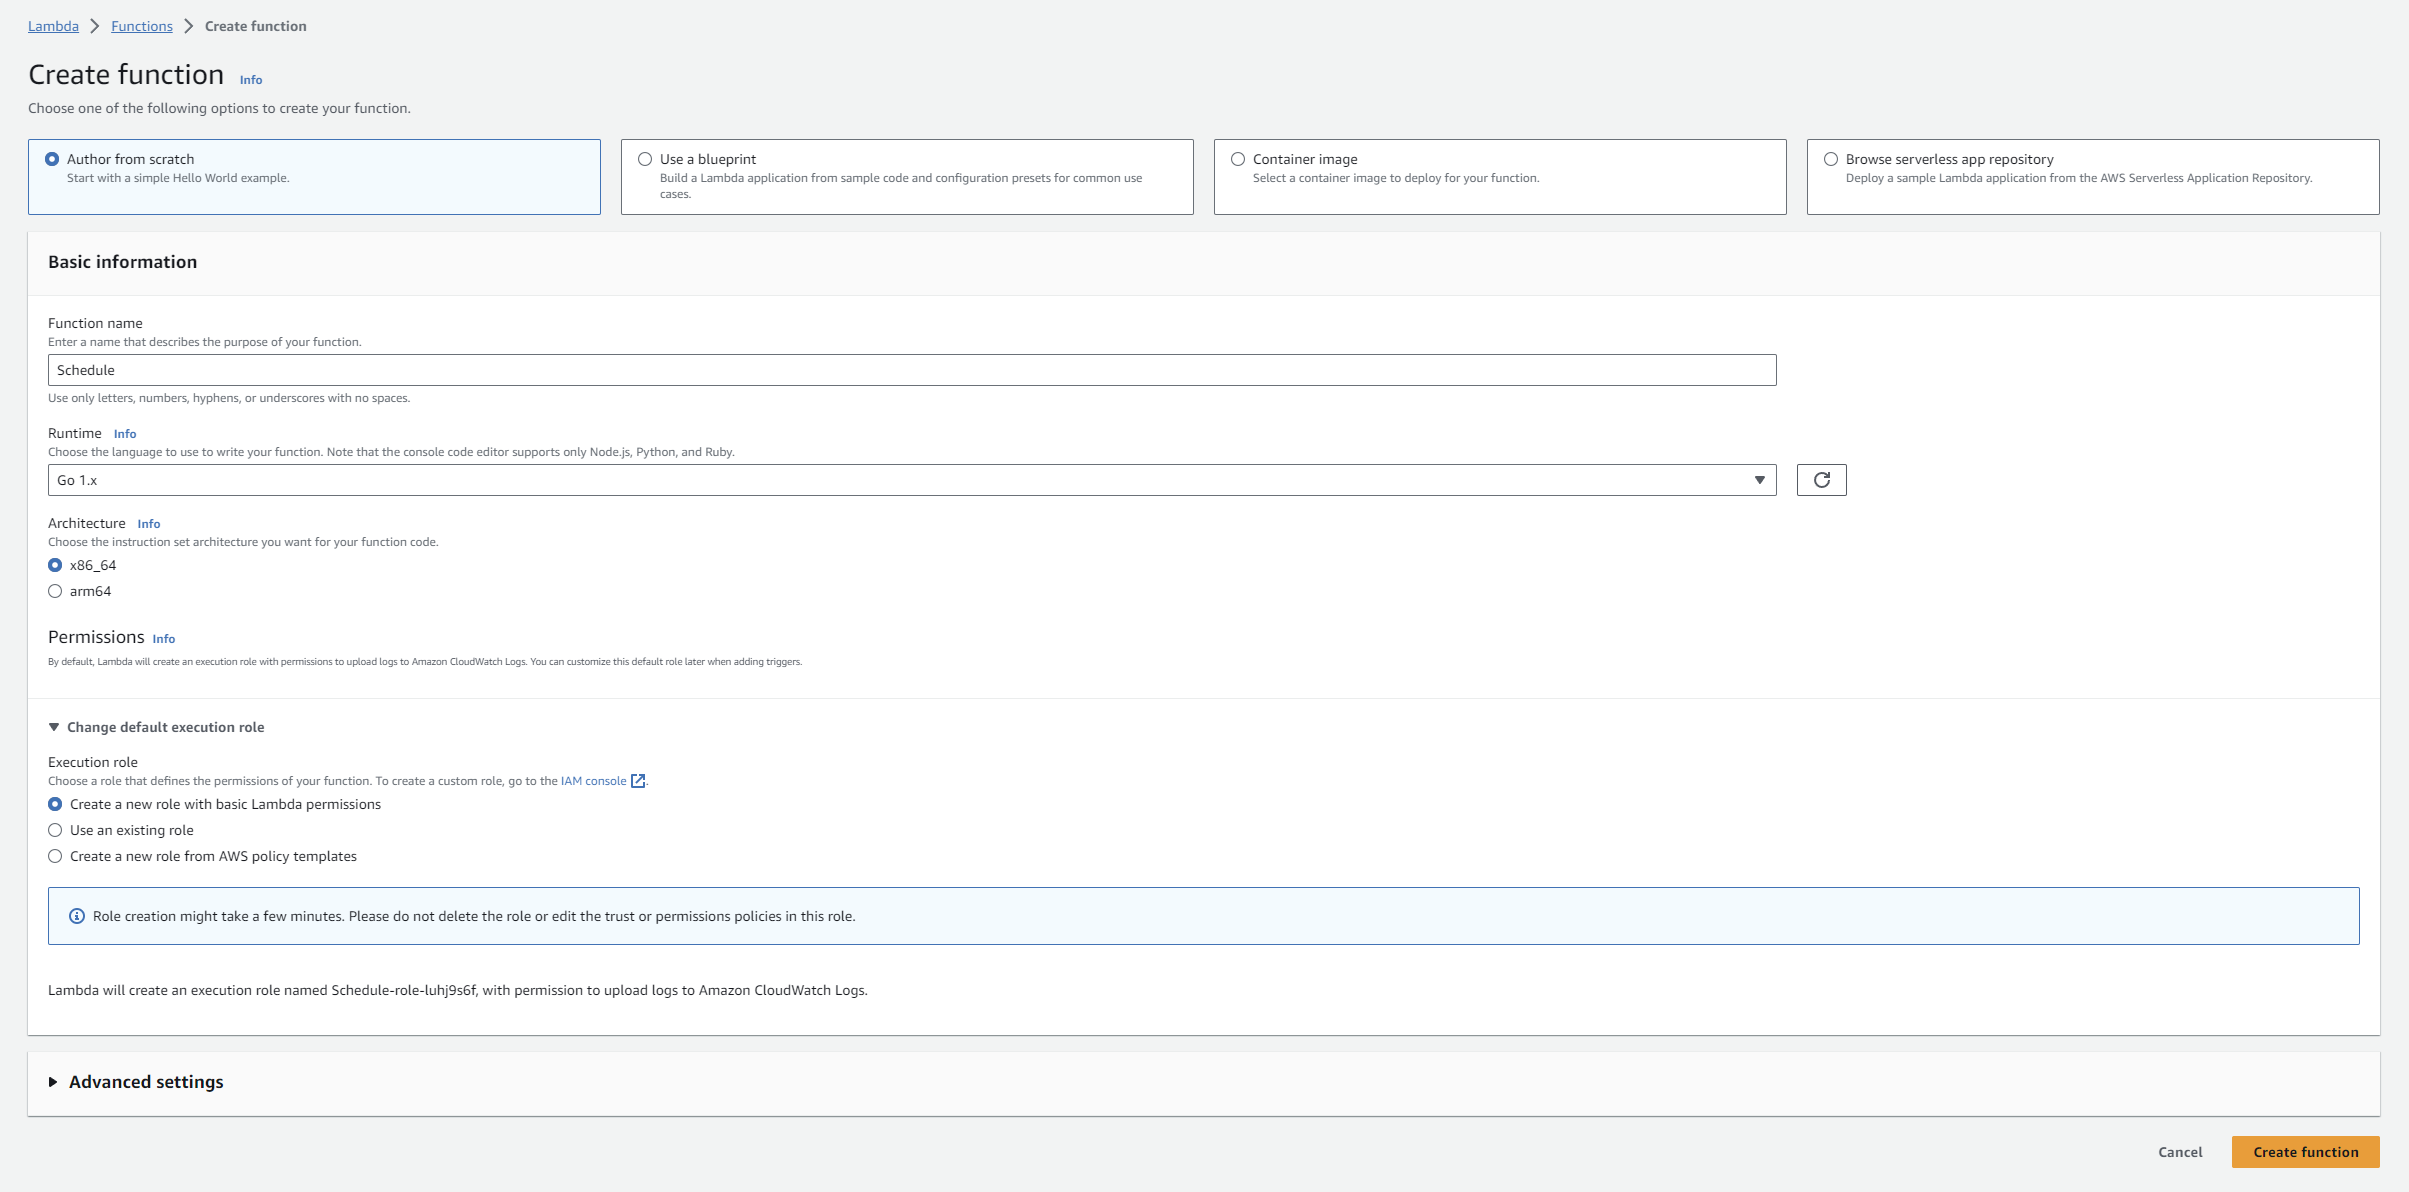 Lambda Functions Create function
Create function Info
Choose one of the following options to create your function.
Author from scratch
Start with a simple Hello World example.
Use a blueprint
Build a Lambda application from sample code and configuration presets for common use
cases.
Container image
Select a container image to deploy for your function.
Browse serverless app repository
Deploy a sample Lambda application from the AWS Serverless Application Repository.
Basic information
Function name
Enter a name that describes the purpose of your function.
Schedule
Use only letters, numbers, hyphens, or underscores with no spaces.
Runtime Info
Choose the language to use to write your function. Note that the console code editor supports only Node.js, Python, and Ruby.
Go 1.x
Architecture Info
Choose the instruction set architecture you want for your function code.
x86_64
arm64
Permissions Info
By default, Lambda will create an execution role with permissions to upload logs to Amazon CloudWatch Logs. You can customize this default role later when adding triggers.
Change default execution role
Execution role
Choose a role that defines the permissions of your function. To create a custom role, go to the IAM console.
Create a new role with basic Lambda permissions
Use an existing role
Create a new role from AWS policy templates
Role creation might take a few minutes. Please do not delete the role or edit the trust or permissions policies in this role.
Lambda will create an execution role named Schedule-role-luhj9s6f, with permission to upload logs to Amazon CloudWatch Logs.
Advanced settings
Cancel Create function